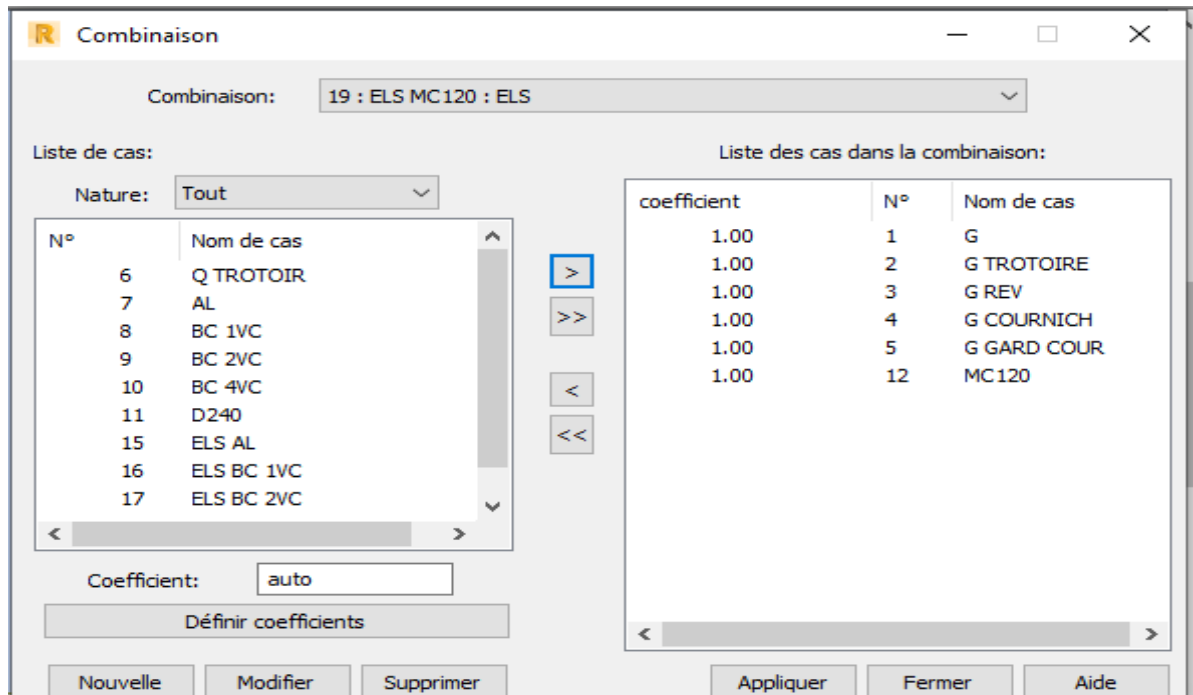 R Combinaison
Combinaison: 19 : ELS MC120 : ELS
Liste de cas:
Nature: Tout
N° Nom de cas
6 Q TROTOIR
7 AL
8 BC 1VC
9 BC 2VC
10 BC 4VC
11 D240
15 ELS AL
16 ELS BC 1VC
17 ELS BC 2VC
Coefficient: auto
Définir coefficients
Nouvelle Modifier Supprimer
>
>>
<
<<
Liste des cas dans la combinaison:
coefficient N° Nom de cas
1.00 1 G
1.00 2 G TROTOIRE
1.00 3 G REV
1.00 4 G COURNICH
1.00 5 G GARD COUR
1.00 12 MC120
Appliquer Fermer Aide